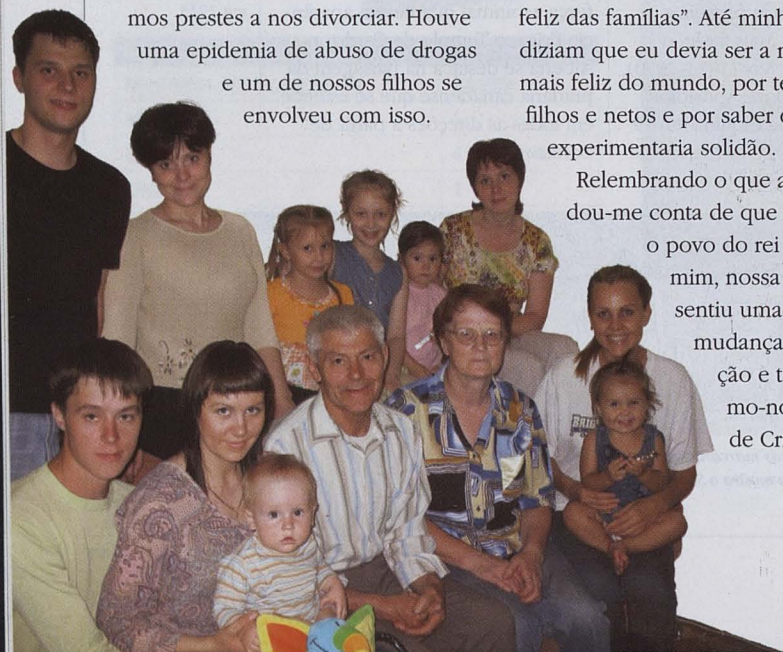 mos prestes a nos divorciar. Houve
uma epidemia de abuso de drogas
e um de nossos filhos se
envolveu com isso.
feliz das famílias”. Até minh
diziam que eu devia ser a m
mais feliz do mundo, por te
filhos e netos e por saber
experimentaria solidão.
Relembrando o que a
dou-me conta de que
o povo do rei
mim, nossa
sentiu uma
mudança
ção e t
mo-no
de Cr